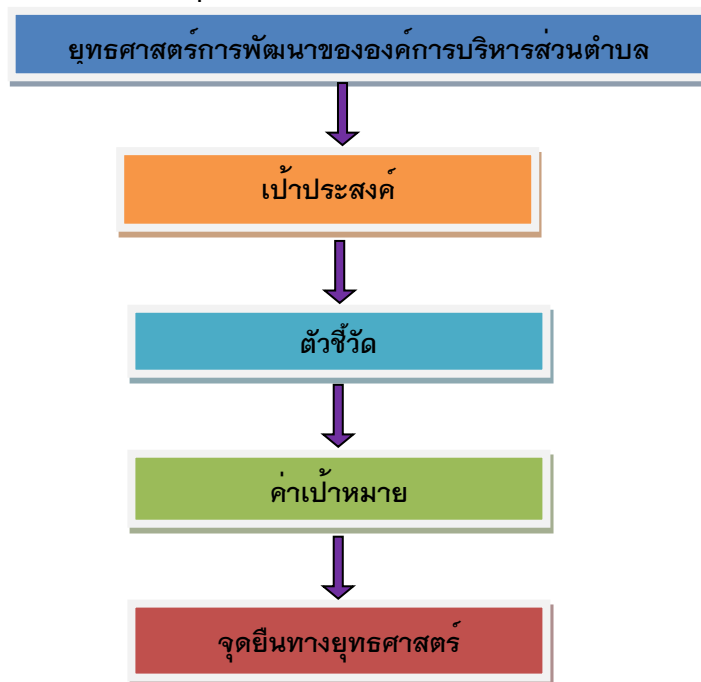 ยุทธศาสตร์การพัฒนาขององค์การบริหารส่วนตำบล
เป้าประสงค์
ตัวชี้วัด
ค่าเป้าหมาย
จุดยืนทางยุทธศาสตร์